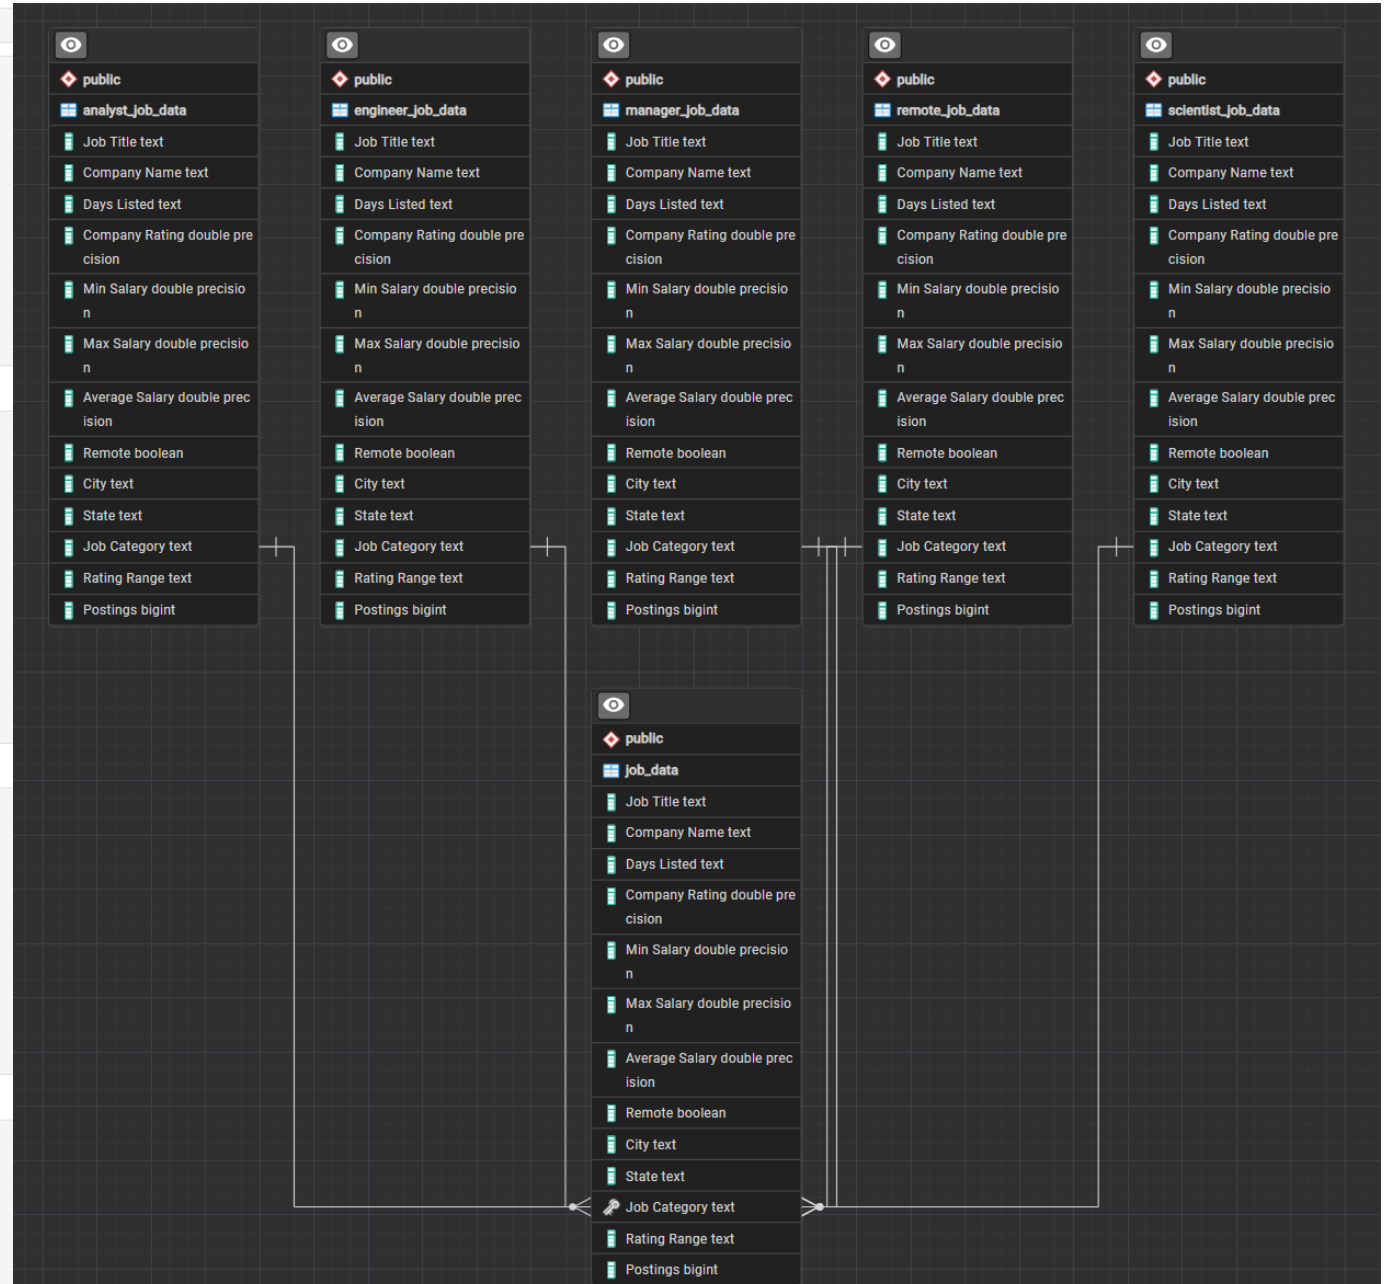 public
analyst_job_data
Job Title text
Company Name text
Days Listed text
Company Rating double pre
cision
Min Salary double precisio
n
Max Salary double precisio
n
Average Salary double prec
ision
Remote boolean
City text
State text
Job Category text
Rating Range text
Postings bigint
public
engineer_job_data
Job Title text
Company Name text
Days Listed text
Company Rating double pre
cision
Min Salary double precisio
n
Max Salary double precisio
n
Average Salary double prec
ision
Remote boolean
City text
State text
Job Category text
Rating Range text
Postings bigint
public
manager_job_data
Job Title text
Company Name text
Days Listed text
Company Rating double pre
cision
Min Salary double precisio
n
Max Salary double precisio
n
Average Salary double prec
ision
Remote boolean
City text
State text
Job Category text
Rating Range text
Postings bigint
public
remote_job_data
Job Title text
Company Name text
Days Listed text
Company Rating double pre
cision
Min Salary double precisio
n
Max Salary double precisio
n
Average Salary double prec
ision
Remote boolean
City text
State text
Job Category text
Rating Range text
Postings bigint
public
scientist_job_data
Job Title text
Company Name text
Days Listed text
Company Rating double pre
cision
Min Salary double precisio
n
Max Salary double precisio
n
Average Salary double prec
ision
Remote boolean
City text
State text
Job Category text
Rating Range text
Postings bigint
public
job_data
Job Title text
Company Name text
Days Listed text
Company Rating double pre
cision
Min Salary double precisio
n
Max Salary double precisio
n
Average Salary double prec
ision
Remote boolean
City text
State text
Job Category text
Rating Range text
Postings bigint